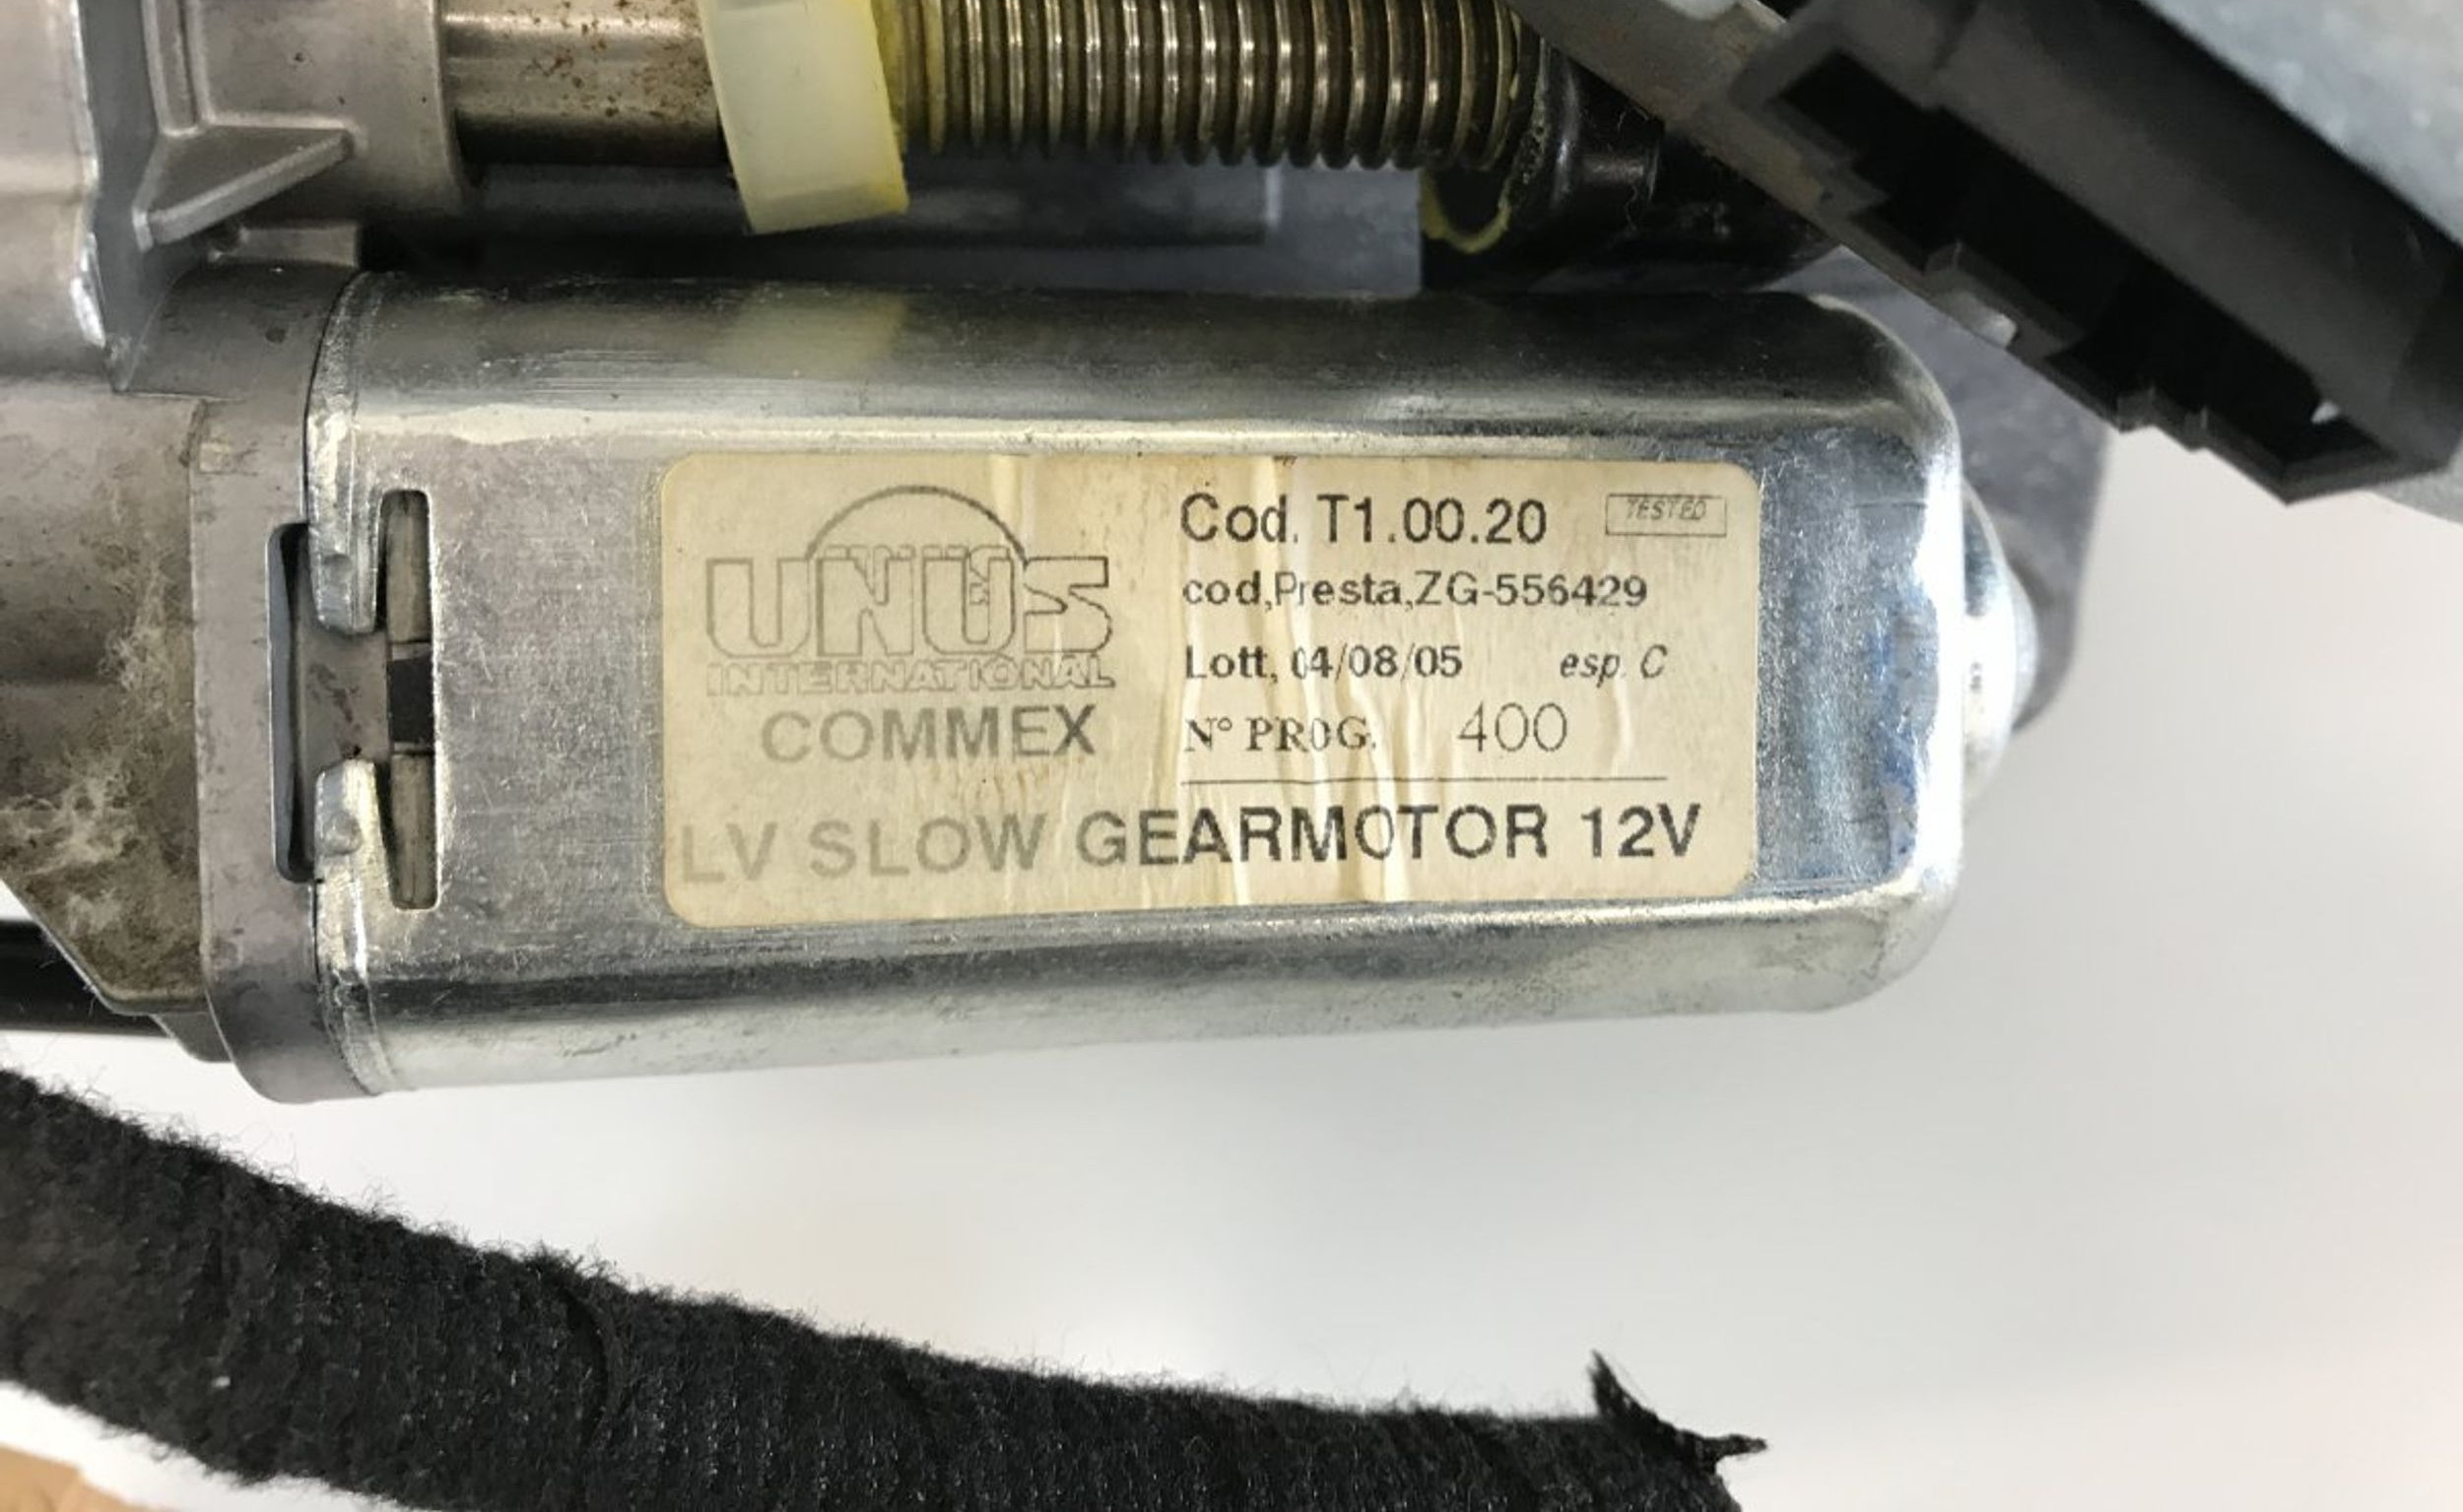 UNUS
INTERNATIONAL
COMMEX
Cod. T1.00.20
TESTED
cod,Presta,ZG-556429
Lott, 04/08/05 esp. C
N° PROG. 400
LV SLOW GEARMOTOR 12V